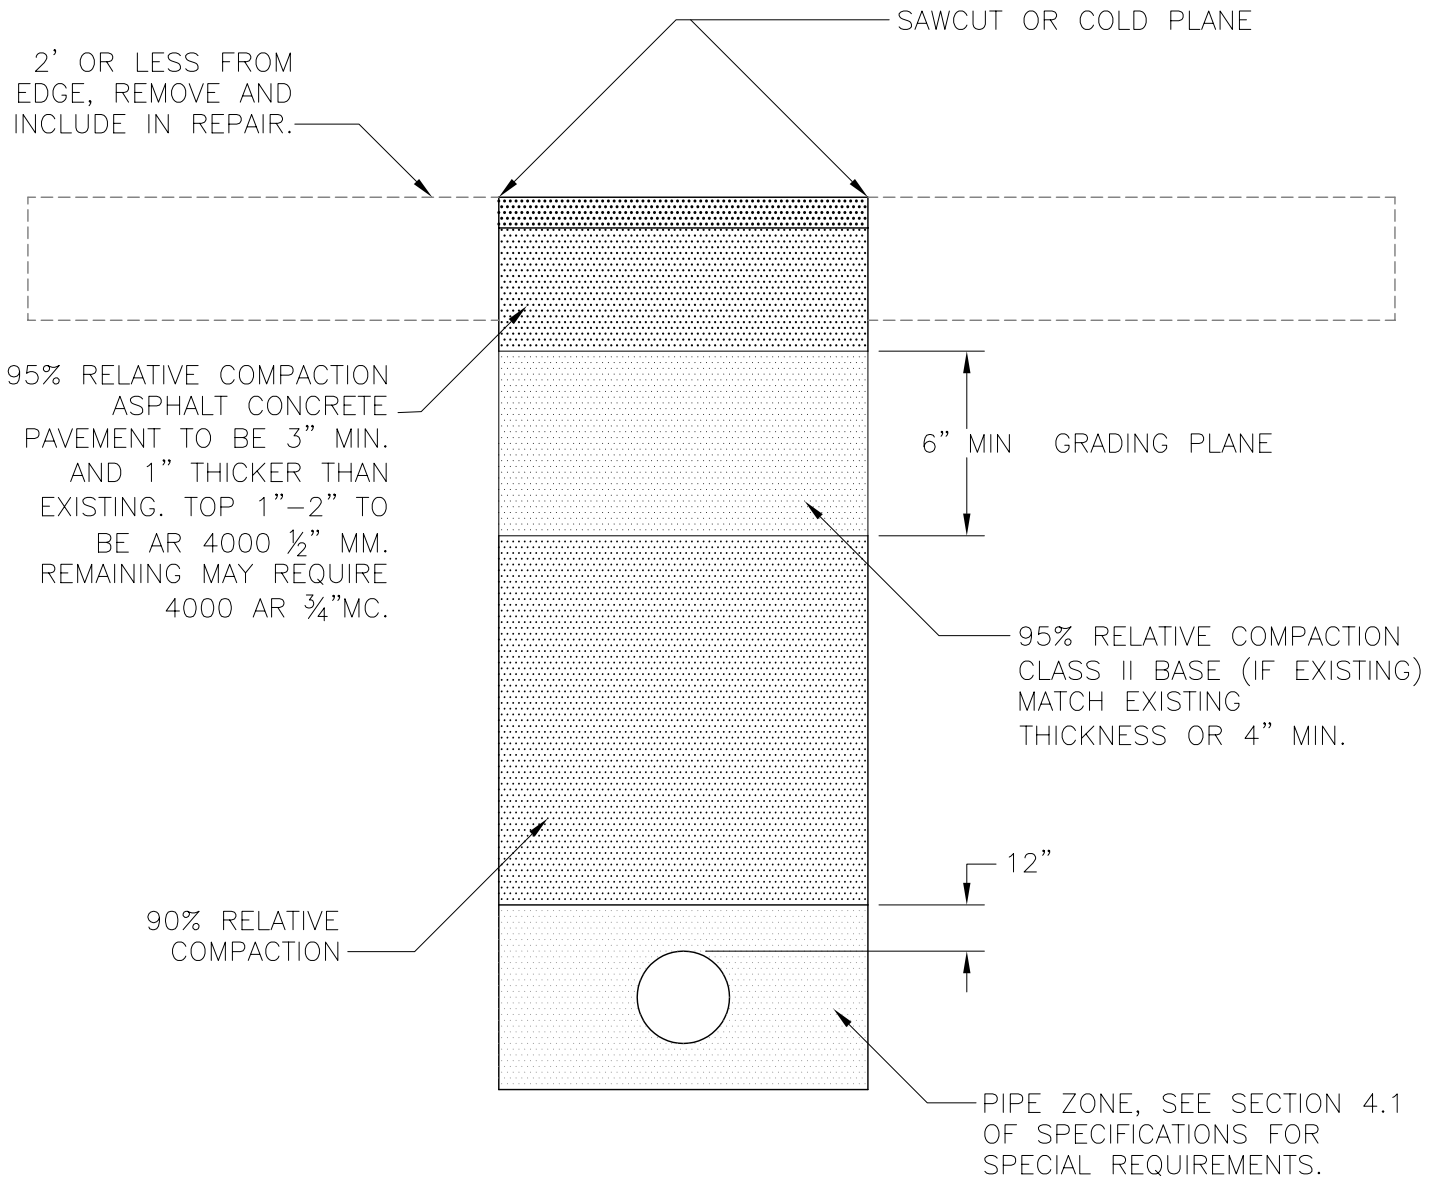 SAWCUT OR COLD PLANE
2' OR LESS FROM
EDGE, REMOVE AND
INCLUDE IN REPAIR.
95% RELATIVE COMPACTION
ASPHALT CONCRETE
PAVEMENT TO BE 3" MIN.
AND 1" THICKER THAN
EXISTING. TOP 1"-2" TO
BE AR 4000 ½" MM.
REMAINING MAY REQUIRE
4000 AR ¾"MC.
6" MIN GRADING PLANE
95% RELATIVE COMPACTION
CLASS II BASE (IF EXISTING)
MATCH EXISTING
THICKNESS OR 4" MIN.
12"
90% RELATIVE
COMPACTION
PIPE ZONE, SEE SECTION 4.1
OF SPECIFICATIONS FOR
SPECIAL REQUIREMENTS.